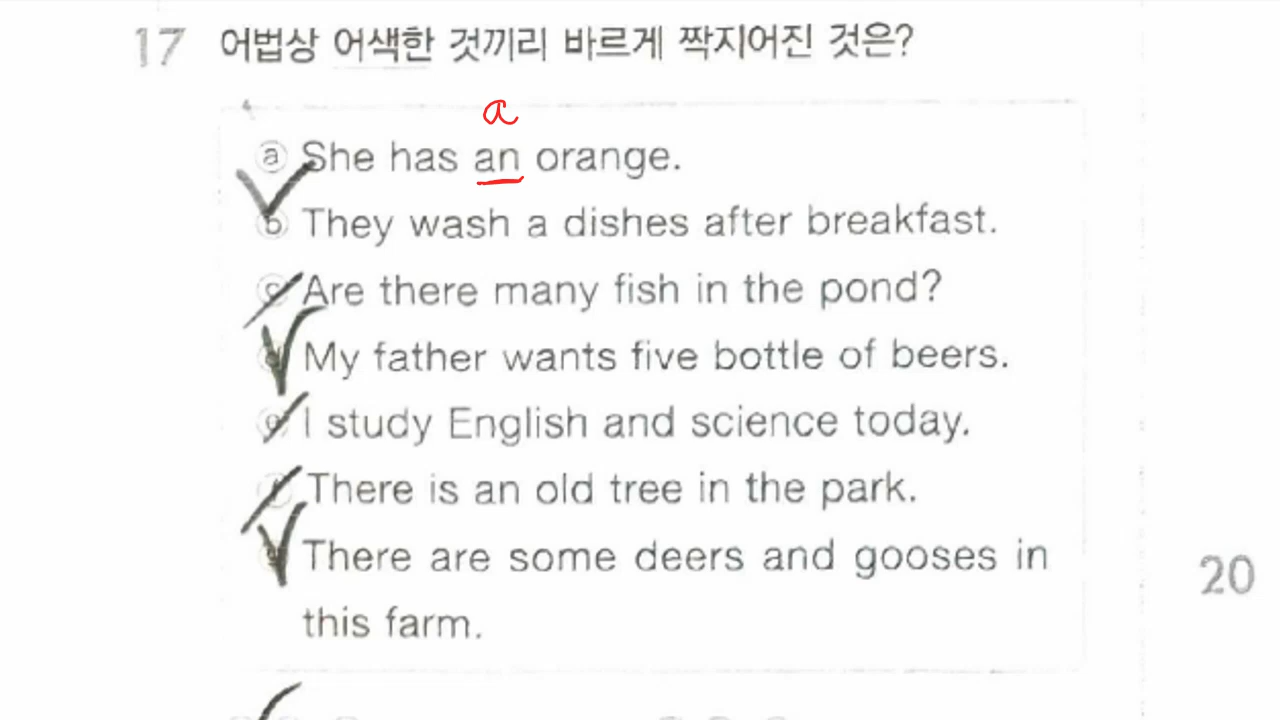 17 어법상 어색한 것끼리 바르게 짝지어진 것은?
a
ⓐ She has an orange.
ⓑ They wash a dishes after breakfast.
ⓒ Are there many fish in the pond?
My father wants five bottle of beers.
ⓔ I study English and science today.
There is an old tree in the park.
There are some deers and gooses in
this farm.
20